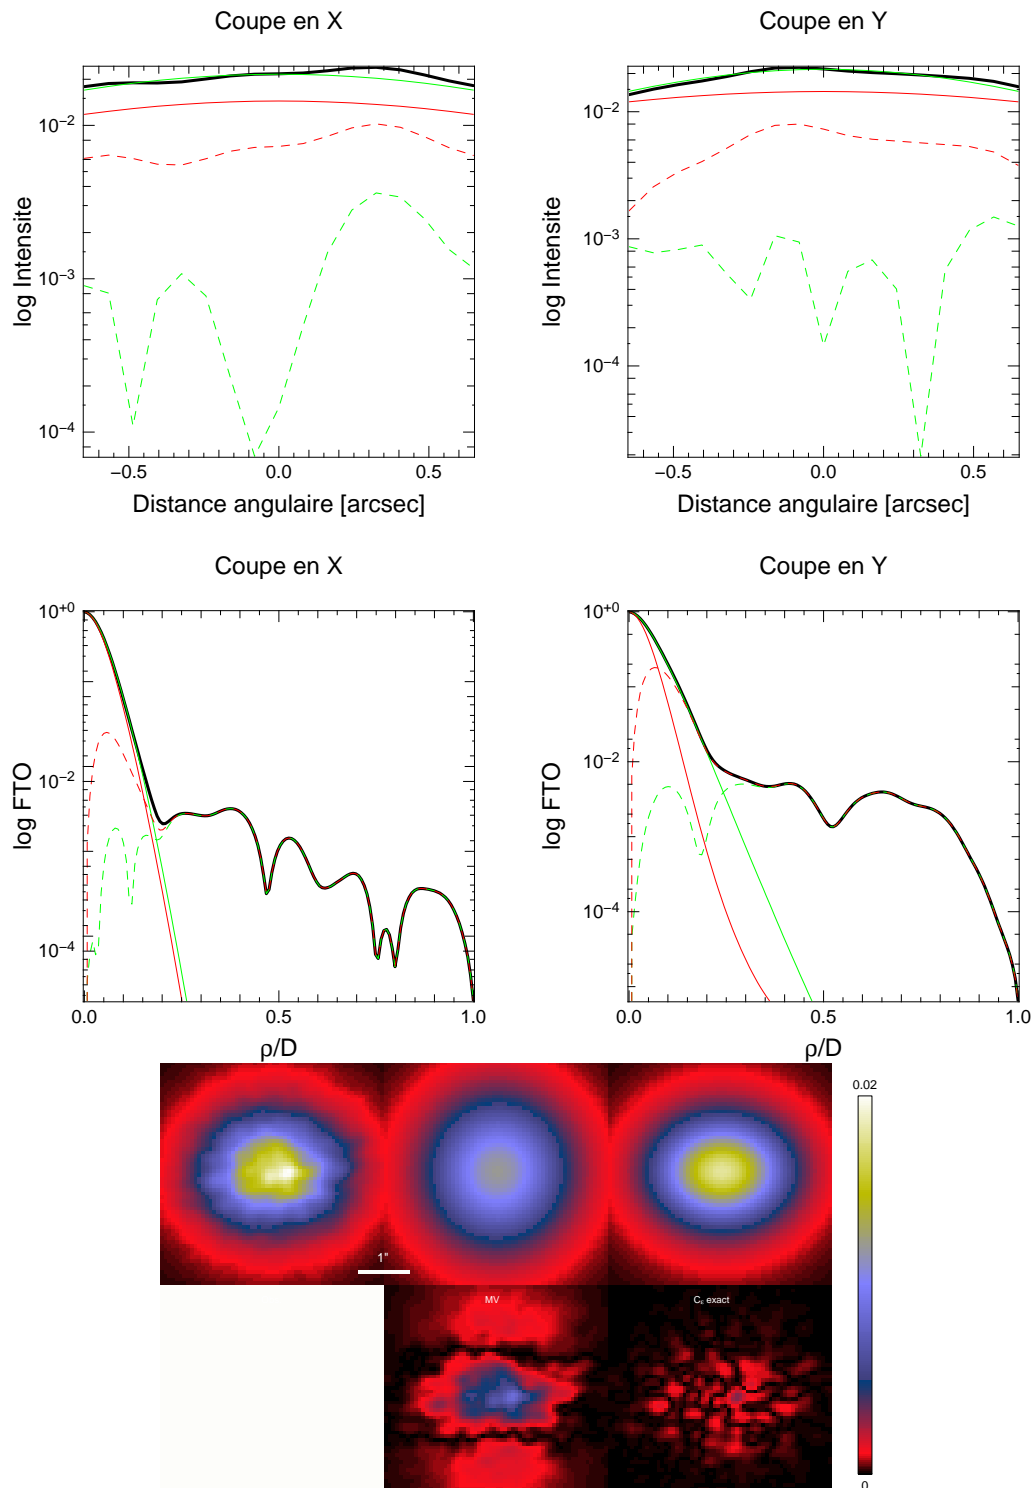 Coupe en X
Coupe en Y
log Intensite
10−2
10−3
10−4
−0.5
0.0
0.5
Distance angulaire [arcsec]
log Intensite
10−2
10−3
10−4
−0.5
0.0
0.5
Distance angulaire [arcsec]
Coupe en X
Coupe en Y
log FTO
10+0
10−2
10−4
0.0
0.5
1.0
ρ/D
log FTO
10+0
10−2
10−4
0.0
0.5
1.0
ρ/D
0.02
1"
MV
Cε exact
0